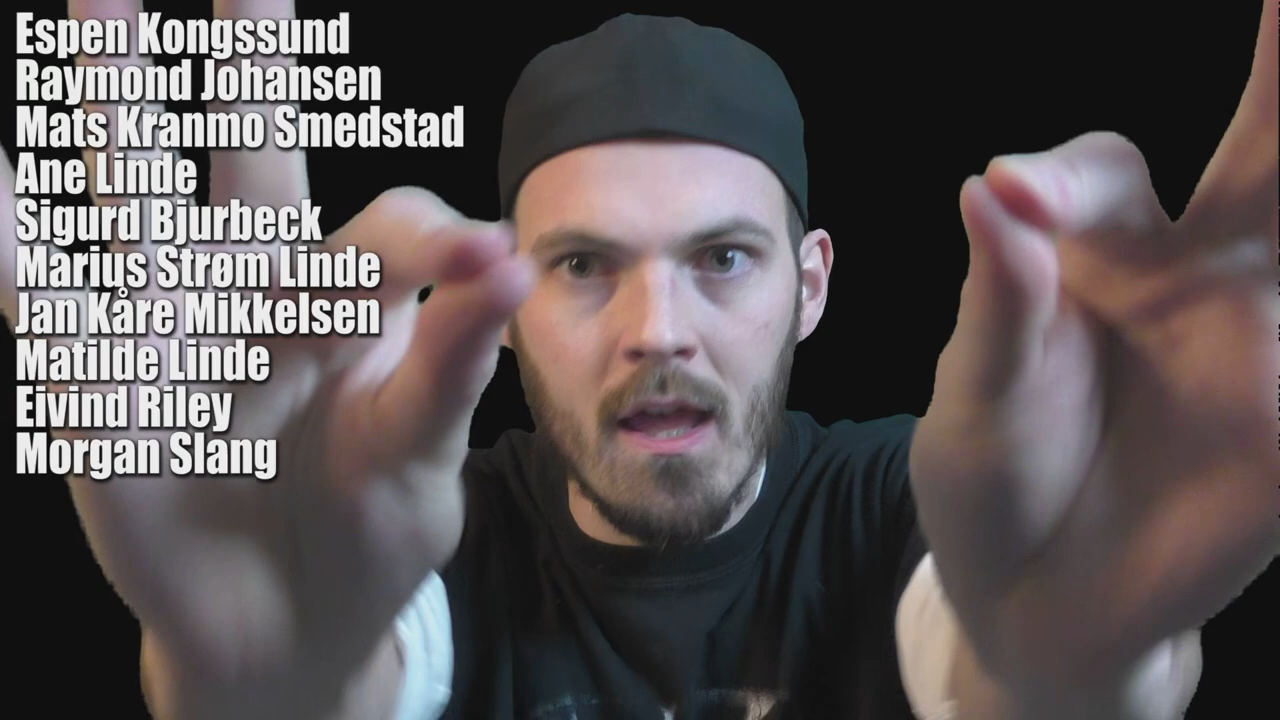 Espen Kongssund
Raymond Johansen
Mats Kranmo Smedstad
Ane Linde
Sigurd Bjurbeck
Marius Strøm Linde
Jan Kåre Mikkelsen
Matilde Linde
Eivind Riley
Morgan Slang